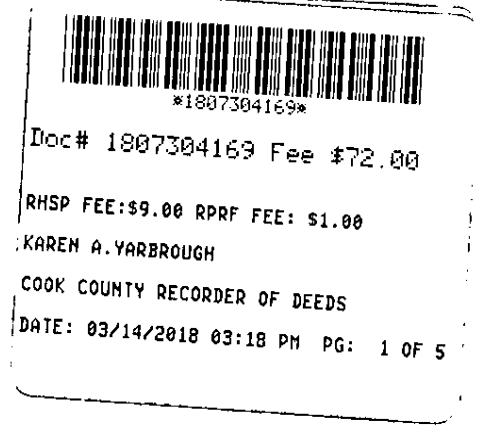 *1807304169*
Doc# 1807304169 Fee $72.00
RHSP FEE:$9.00 RPRF FEE: $1.00
KAREN A.YARBROUGH
COOK COUNTY RECORDER OF DEEDS
DATE: 03/14/2018 03:18 PM PG: 1 OF 5